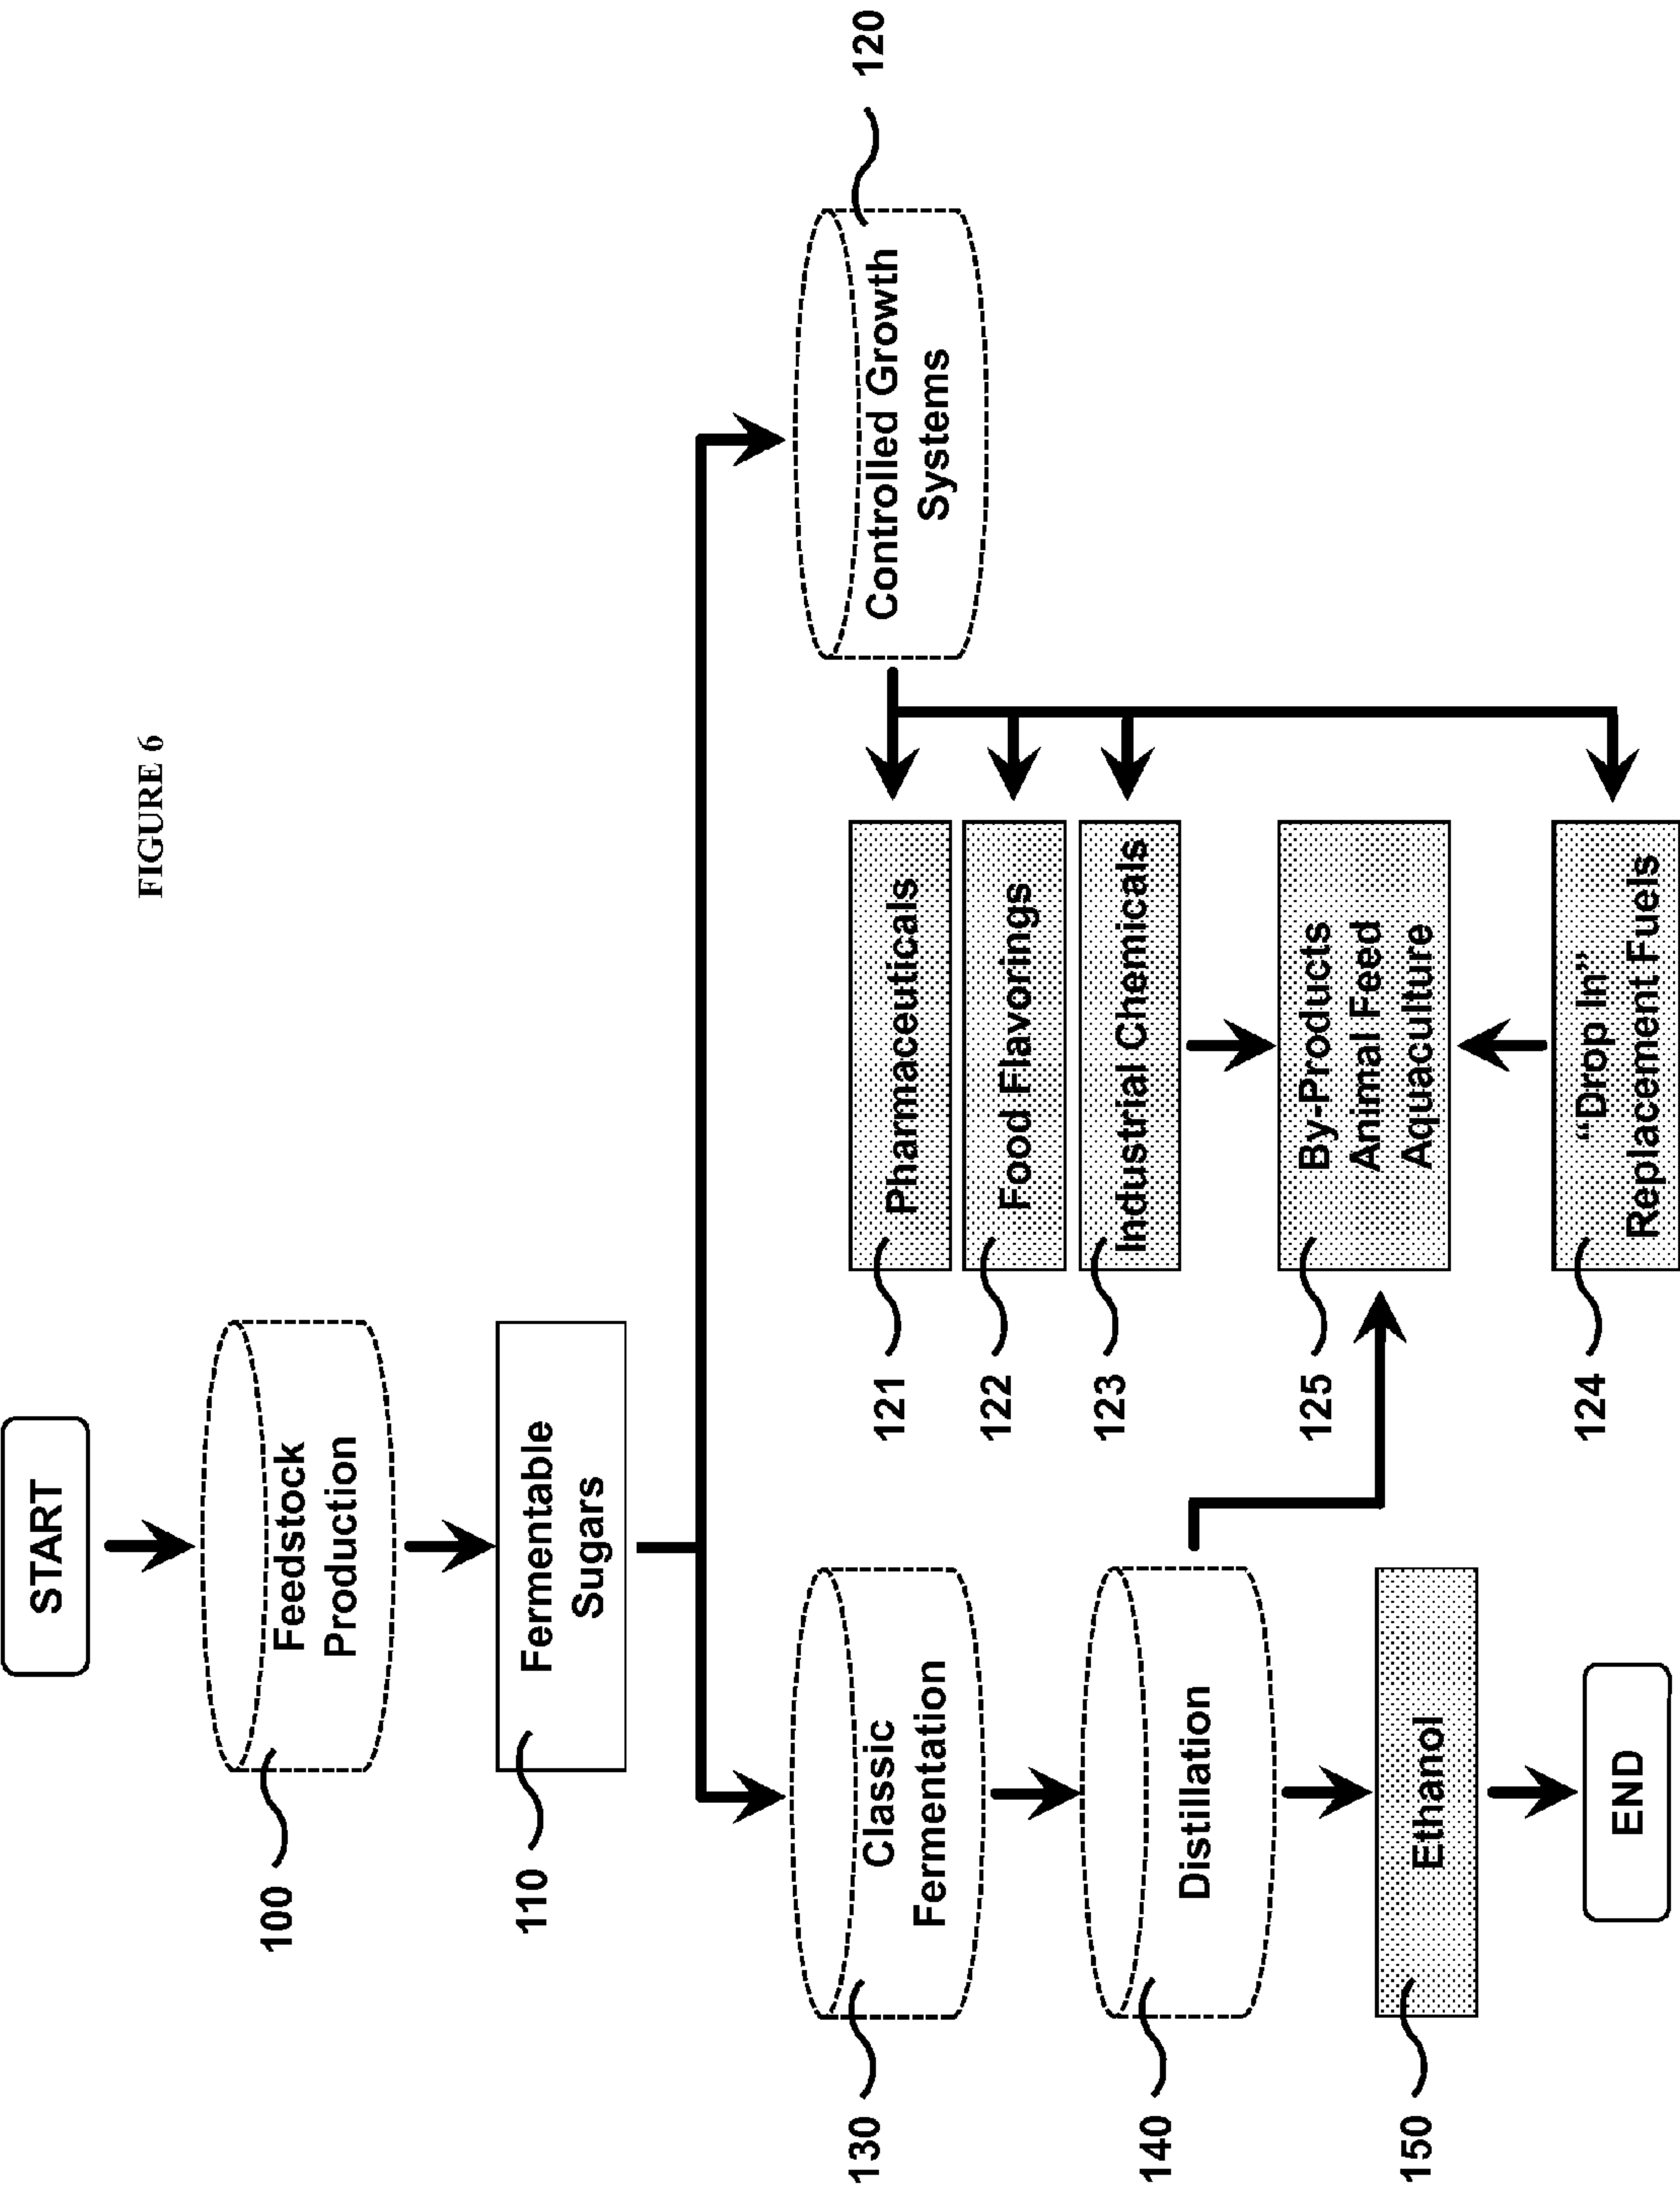 FIGURE 6
START
100
Feedstock
Production
110
Fermentable
Sugars
130
Classic
Fermentation
140
Distillation
150
Ethanol
END
120
Controlled Growth
Systems
121
Pharmaceuticals
122
Food Flavorings
123
Industrial Chemicals
125
By-Products
Animal Feed
Aquaculture
124
“Drop In”
Replacement Fuels